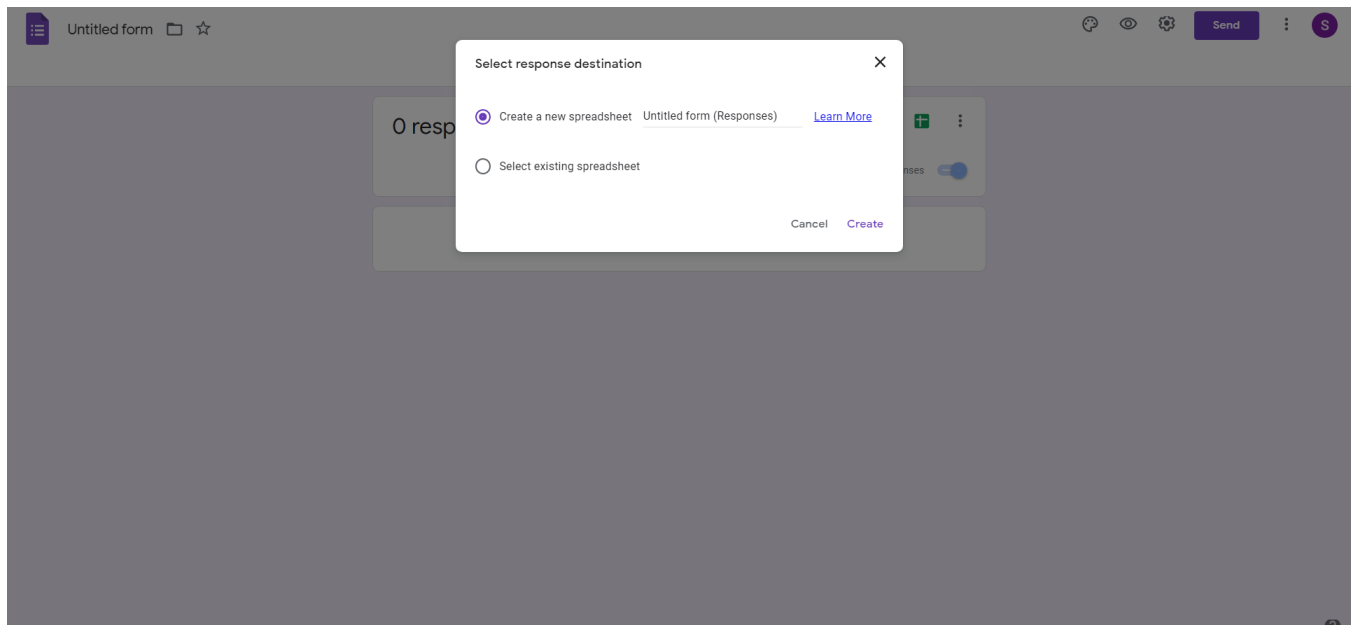 Untitled form
Send
S
Select response destination
0 resp
Create a new spreadsheet Untitled form (Responses) Learn More
Select existing spreadsheet
nses
Cancel Create